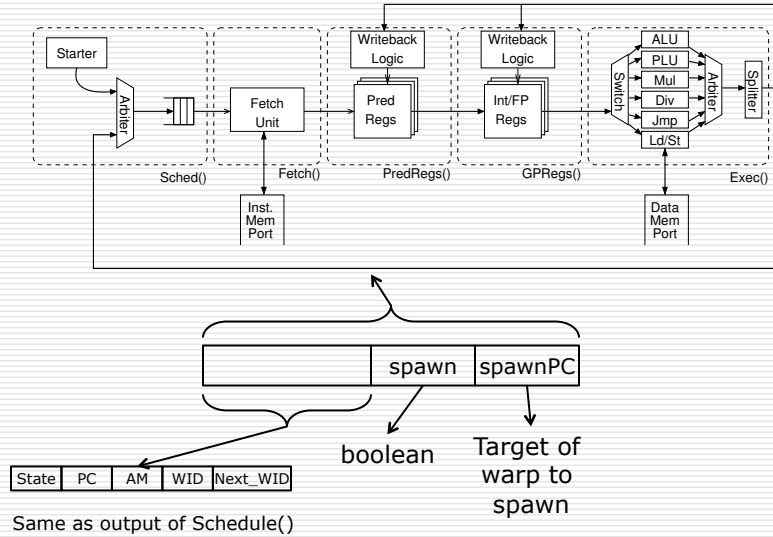 Starter
Arbiter
Sched()
Fetch
Unit
Fetch()
Inst.
Mem
Port
Writeback
Logic
Pred
Regs
PredRegs()
Writeback
Logic
Int/FP
Regs
GPRegs()
Switch
ALU
PLU
Mul
Div
Jmp
Ld/St
Arbiter
Splitter
Exec()
Data
Mem
Port
spawn spawnPC
boolean
Target of
warp to
spawn
State PC AM WID Next_WID
Same as output of Schedule()